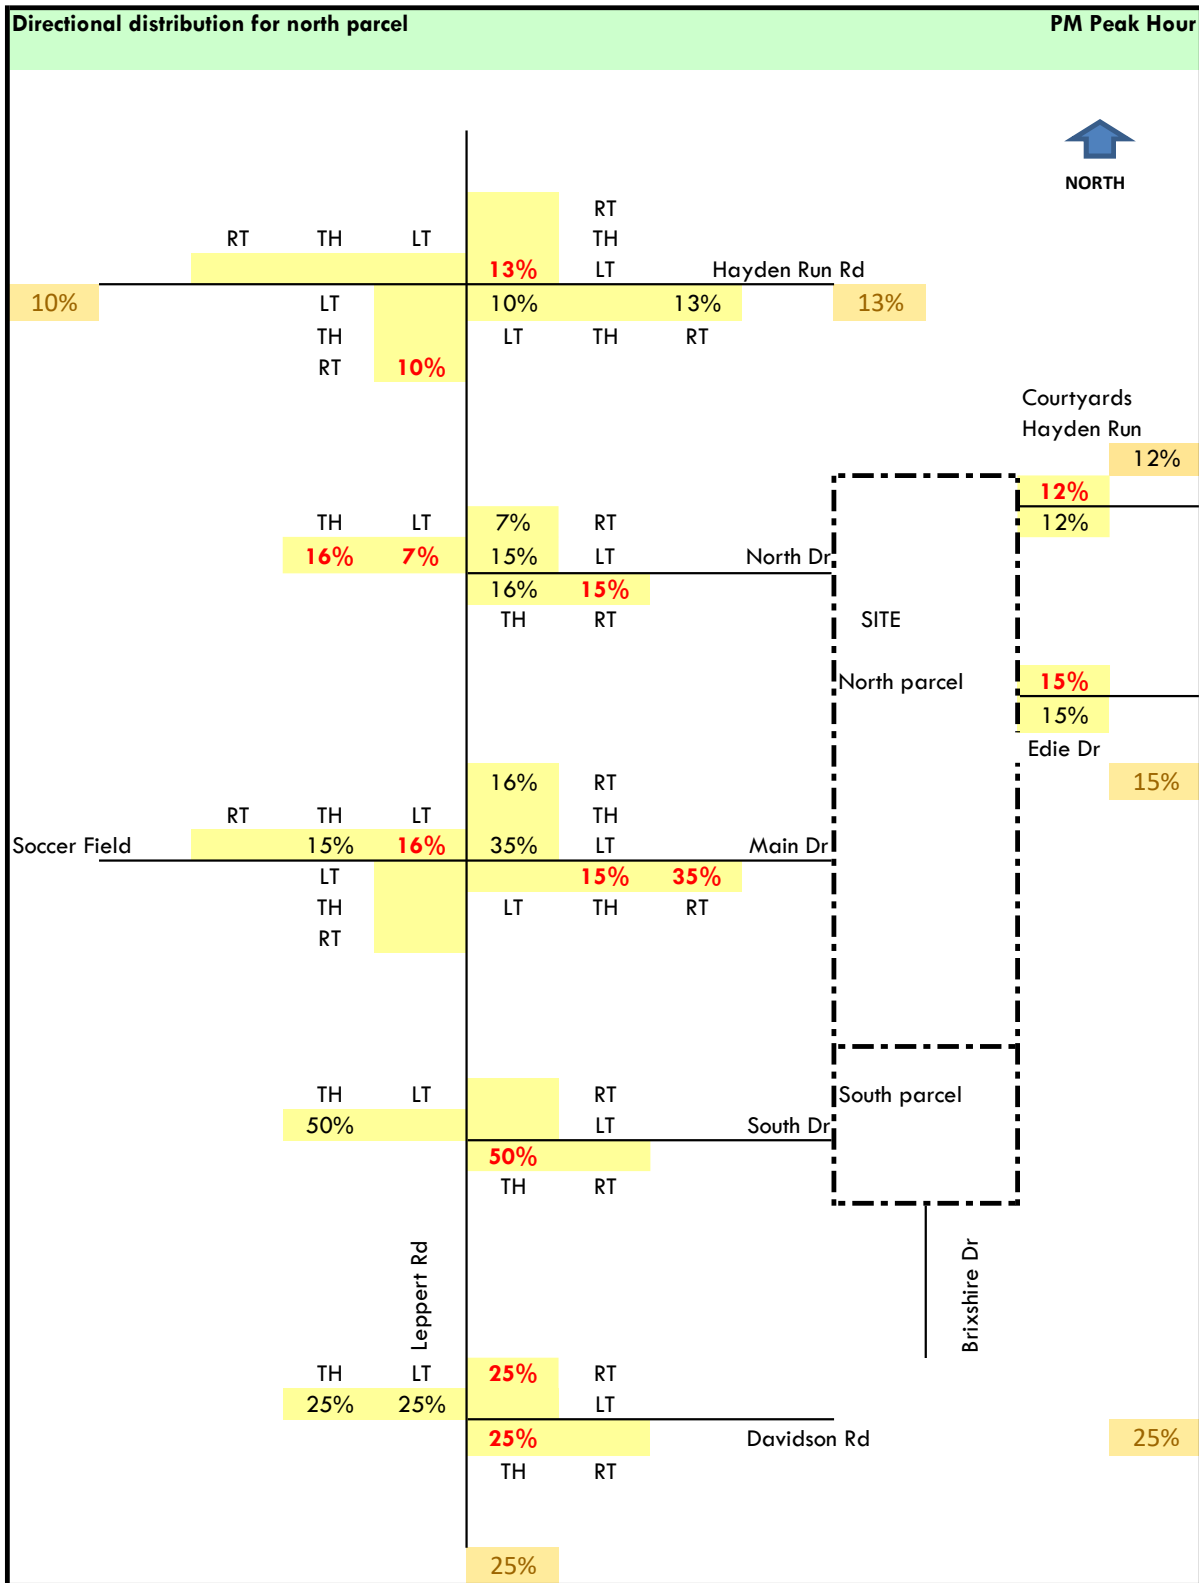 Directional distribution for north parcel PM Peak Hour
NORTH
RT
RT TH LT TH
13% LT Hayden Run Rd
10% LT 10% 13% 13%
TH LT TH RT
RT 10%
Courtyards
Hayden Run
12%
12%
TH LT 7% RT 12%
16% 7% 15% LT North Dr
16% 15%
TH RT SITE
North parcel 15%
15%
Edie Dr
16% RT 15%
RT TH LT TH
Soccer Field 15% 16% 35% LT Main Dr
LT 15% 35%
TH LT TH RT
RT
TH LT RT South parcel
50% LT South Dr
50%
TH RT
Leppert Rd
Brixshire Dr
TH LT 25% RT
25% 25% LT
25% Davidson Rd 25%
TH RT
25%